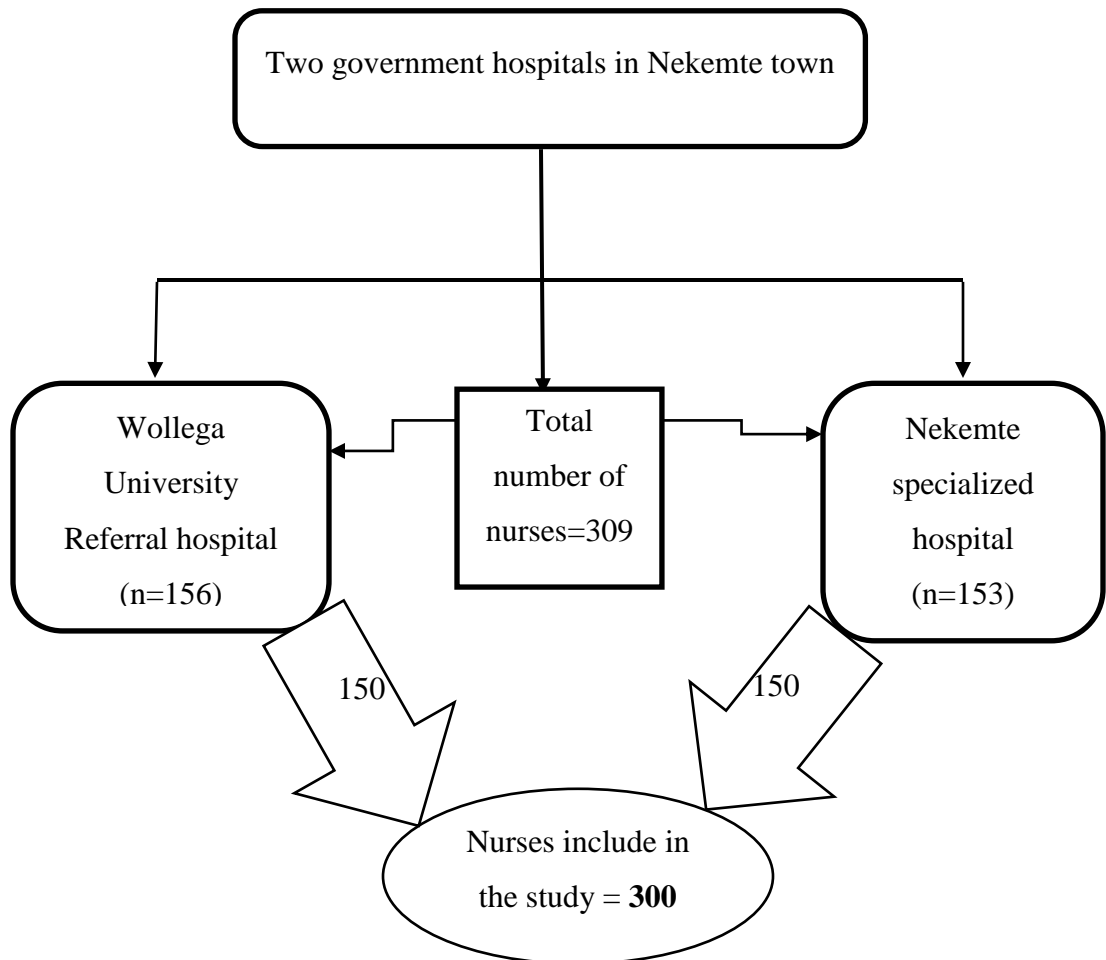 Two government hospitals in Nekemte town
Wollega
University
Referral hospital
(n=156)
Total
number of
nurses=309
Nekemte
specialized
hospital
(n=153)
150
150
Nurses include in
the study = 300